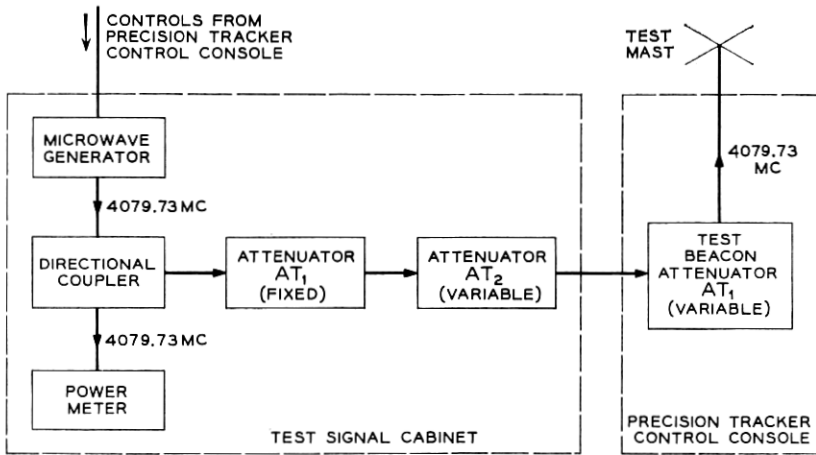 CONTROLS FROM
PRECISION TRACKER
CONTROL CONSOLE
TEST
MAST
MICROWAVE
GENERATOR
4079.73 MC
4079.73
MC
DIRECTIONAL
COUPLER
ATTENUATOR
AT1
(FIXED)
ATTENUATOR
AT2
(VARIABLE)
TEST
BEACON
ATTENUATOR
AT1
(VARIABLE)
4079.73 MC
POWER
METER
TEST SIGNAL CABINET
PRECISION TRACKER
CONTROL CONSOLE